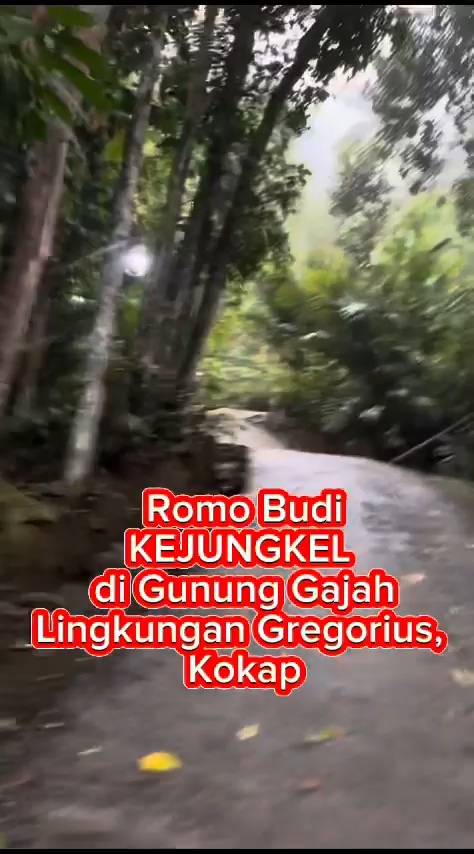 Romo Budi
KEJUNGKEL
di Gunung Gajah
Lingkungan Gregorius,
Kokap